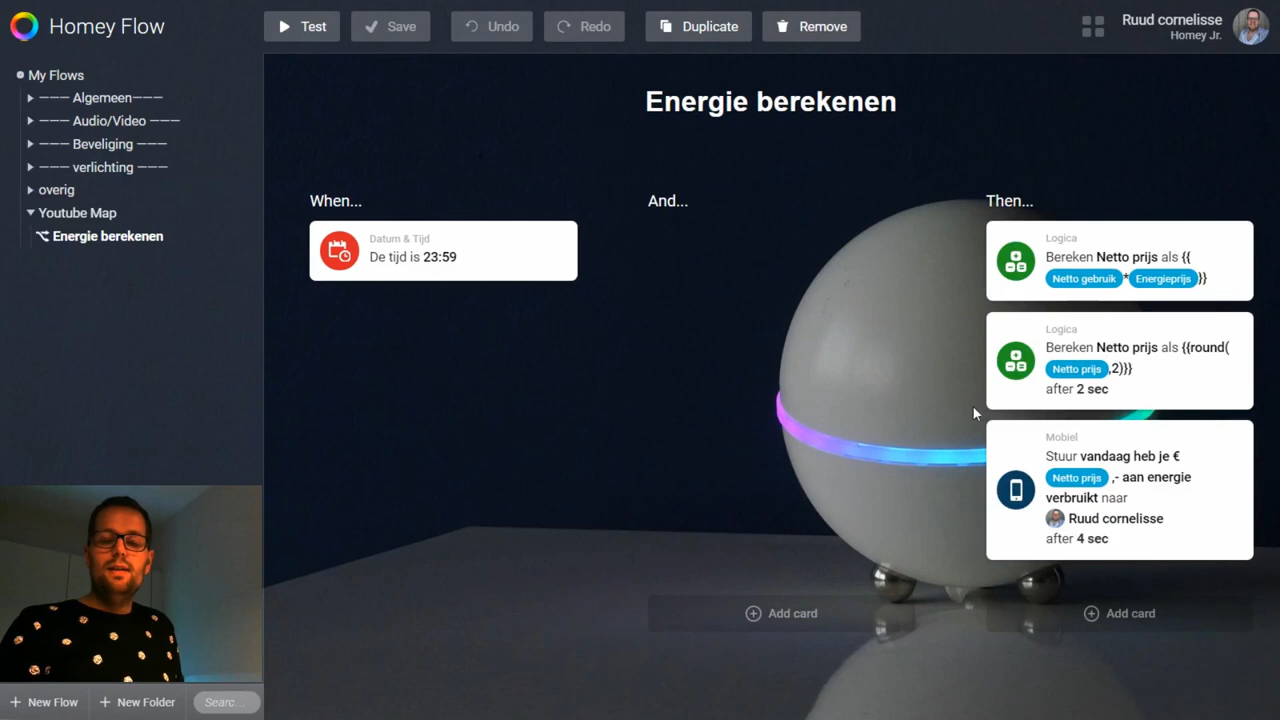 Homey Flow
Test
Save
Undo
Redo
Duplicate
Remove
Ruud cornelisse
Homey Jr.
My Flows
——— Algemeen———
——— Audio/Video ———
——— Beveliging ———
——— verlichting ———
overig
Youtube Map
Energie berekenen
Energie berekenen
When...
Datum & Tijd
De tijd is 23:59
And...
Add card
Then...
Logica
Bereken Netto prijs als {{
Netto gebruik * Energieprijs }}
Logica
Bereken Netto prijs als {{round(
Netto prijs ,2)}}
after 2 sec
Mobiel
Stuur vandaag heb je €
Netto prijs ,- aan energie
verbruikt naar
Ruud cornelisse
after 4 sec
Add card
+ New Flow
+ New Folder
Searc...